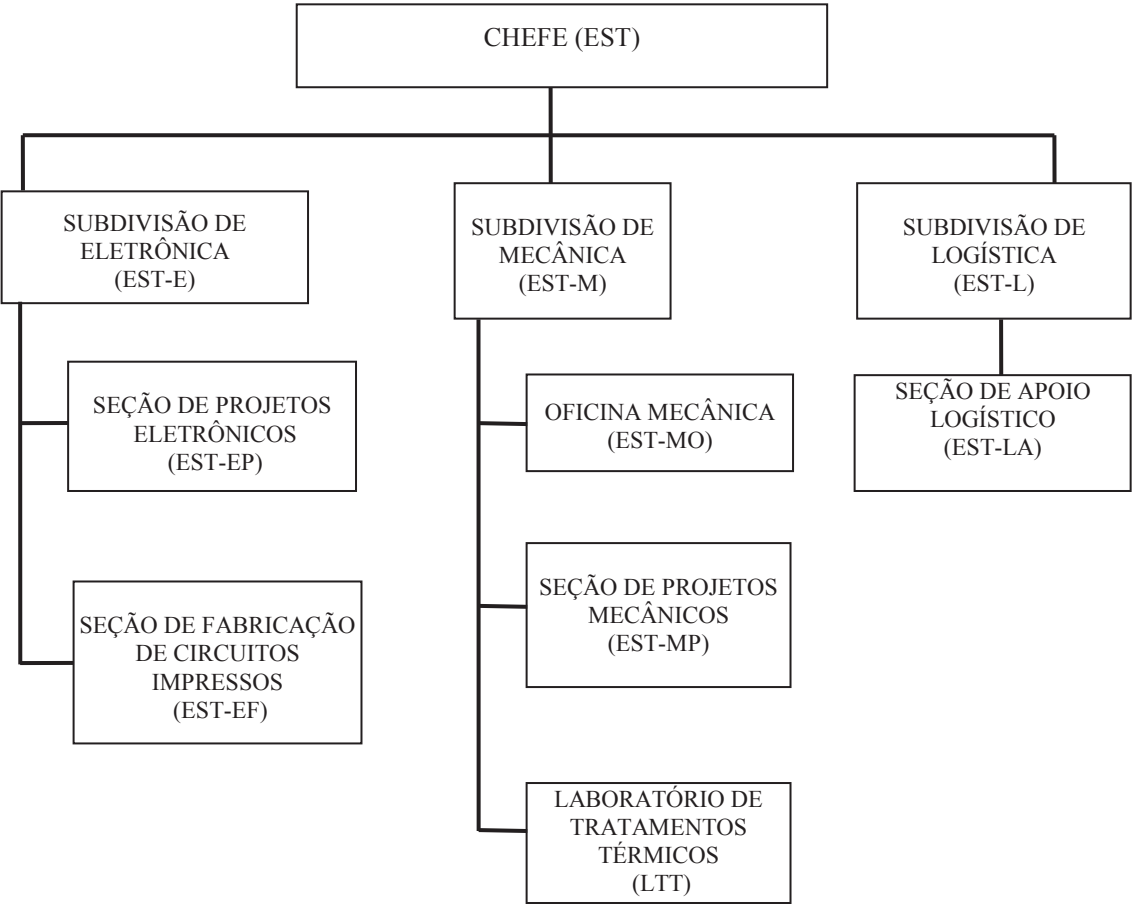 CHEFE (EST)
SUBDIVISÃO DE
ELETRÔNICA
(EST-E)
SEÇÃO DE PROJETOS
ELETRÔNICOS
(EST-EP)
SEÇÃO DE FABRICAÇÃO
DE CIRCUITOS
IMPRESSOS
(EST-EF)
SUBDIVISÃO DE
MECÂNICA
(EST-M)
OFICINA MECÂNICA
(EST-MO)
SEÇÃO DE PROJETOS
MECÂNICOS
(EST-MP)
LABORATÓRIO DE
TRATAMENTOS
TÉRMICOS
(LTT)
SUBDIVISÃO DE
LOGÍSTICA
(EST-L)
SEÇÃO DE APOIO
LOGÍSTICO
(EST-LA)